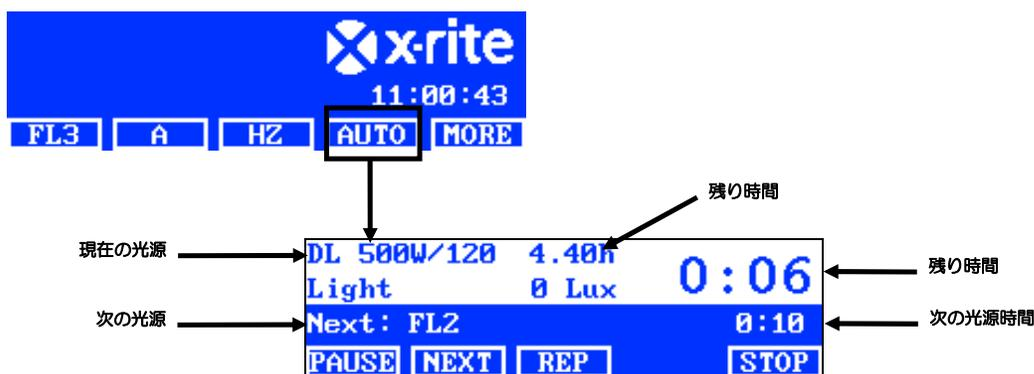 x·rite
11:00:43
FL3 A HZ AUTO MORE
残り時間
現在の光源
DL 500W/120 4.40h
0:06
残り時間
Light 0 Lux
次の光源
Next: FL2 0:10
次の光源時間
PAUSE NEXT REP STOP